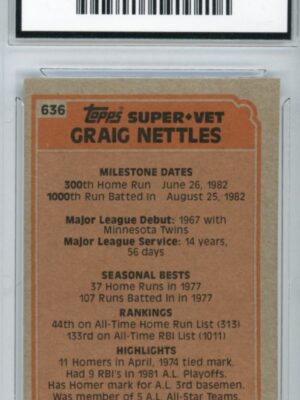 636 Topps SUPER•VET
GRAIG NETTLES
MILESTONE DATES
300th Home Run June 26, 1982
1000th Run Batted In August 25, 1982
Major League Debut: 1967 with
Minnesota Twins
Major League Service: 14 years,
56 days
SEASONAL BESTS
37 Home Runs in 1977
107 Runs Batted In in 1977
RANKINGS
44th on All-Time Home Run List (313)
133rd on All-Time RBI List (1011)
HIGHLIGHTS
11 Homers in April, 1974 tied mark.
Had 9 RBI's in 1981 A.L. Playoffs.
Has Homer mark for A.L. 3rd basemen.
Was member of 5 A.L. All-Star Teams.